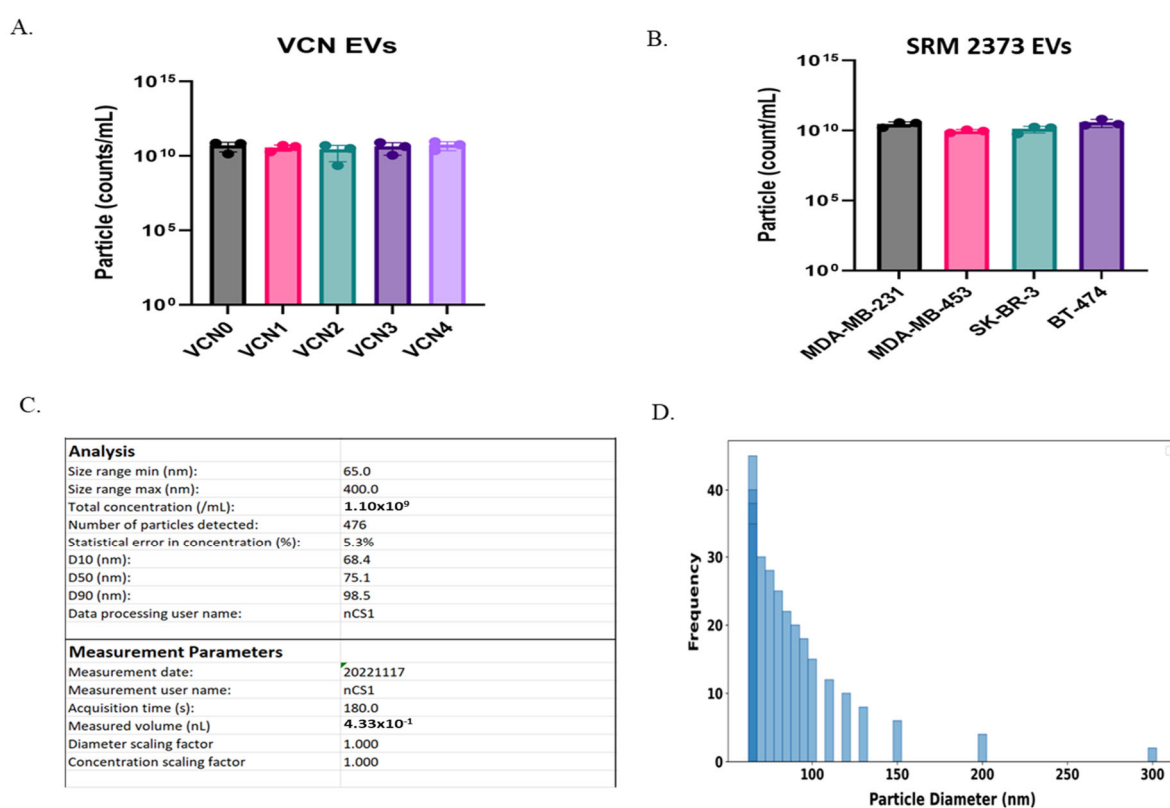 A.
VCN EVs
Particle (counts/mL)
10¹⁵
10¹⁰
10⁵
10⁰
VCN0
VCN1
VCN2
VCN3
VCN4
B.
SRM 2373 EVs
Particle (count/mL)
10¹⁵
10¹⁰
10⁵
10⁰
MDA-MB-231
MDA-MB-453
SK-BR-3
BT-474
C.
Analysis
Size range min (nm): 65.0
Size range max (nm): 400.0
Total concentration (/mL): 1.10x10⁹
Number of particles detected: 476
Statistical error in concentration (%): 5.3%
D10 (nm): 68.4
D50 (nm): 75.1
D90 (nm): 98.5
Data processing user name: nCS1
Measurement Parameters
Measurement date: 20221117
Measurement user name: nCS1
Acquisition time (s): 180.0
Measured volume (nL) 4.33x10⁻¹
Diameter scaling factor 1.000
Concentration scaling factor 1.000
D.
Frequency
40
30
20
10
0
100
150
200
250
300
Particle Diameter (nm)